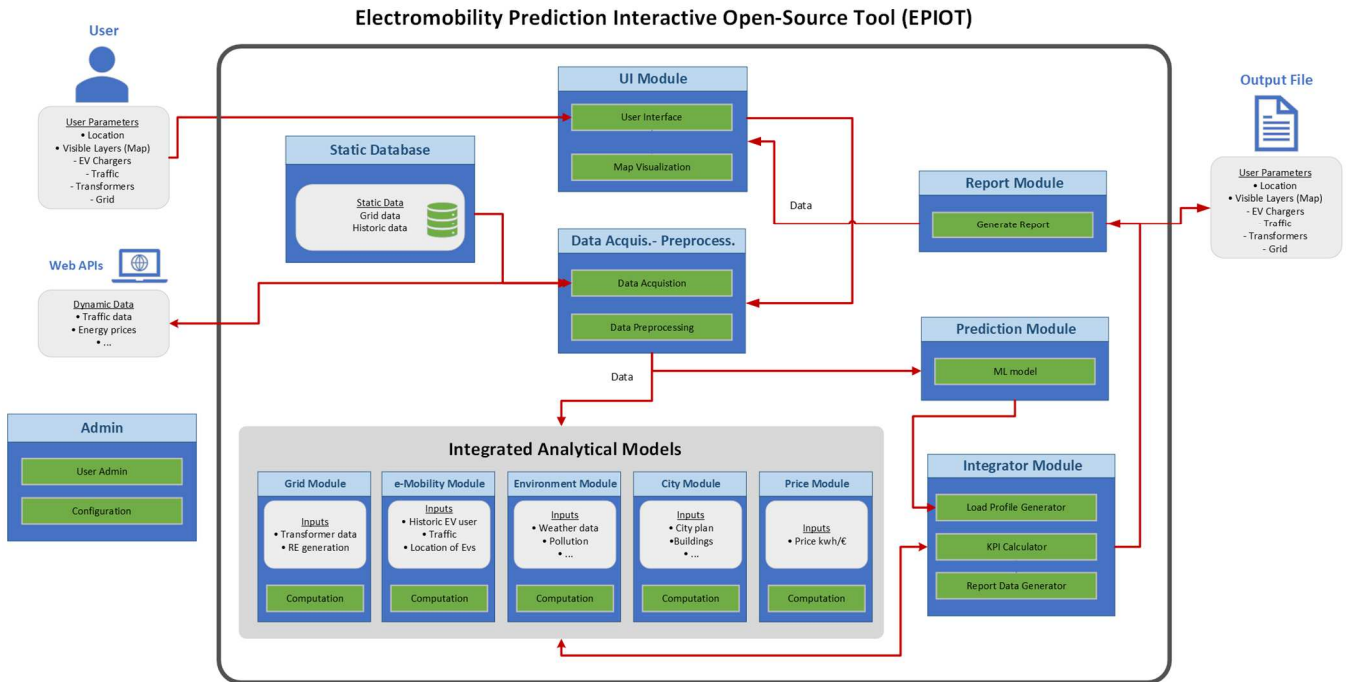 Electromobility Prediction Interactive Open-Source Tool (EPIOT)
User
User Parameters
• Location
• Visible Layers (Map)
- EV Chargers
- Traffic
- Transformers
- Grid
Web APIs
Dynamic Data
• Traffic data
• Energy prices
• ...
Admin
User Admin
Configuration
Static Database
Static Data
Grid data
Historic data
UI Module
User Interface
Map Visualization
Data
Data Acquis.- Preprocess.
Data Acquistion
Data Preprocessing
Data
Report Module
Generate Report
Output File
User Parameters
• Location
• Visible Layers (Map)
- EV Chargers
Traffic
- Transformers
- Grid
Prediction Module
ML model
Integrated Analytical Models
Grid Module
Inputs
• Transformer data
• RE generation
Computation
e-Mobility Module
Inputs
• Historic EV user
• Traffic
• Location of Evs
Computation
Environment Module
Inputs
• Weather data
• Pollution
• ...
Computation
City Module
Inputs
• City plan
•Buildings
• ...
Computation
Price Module
Inputs
• Price kwh/€
Computation
Integrator Module
Load Profile Generator
KPI Calculator
Report Data Generator